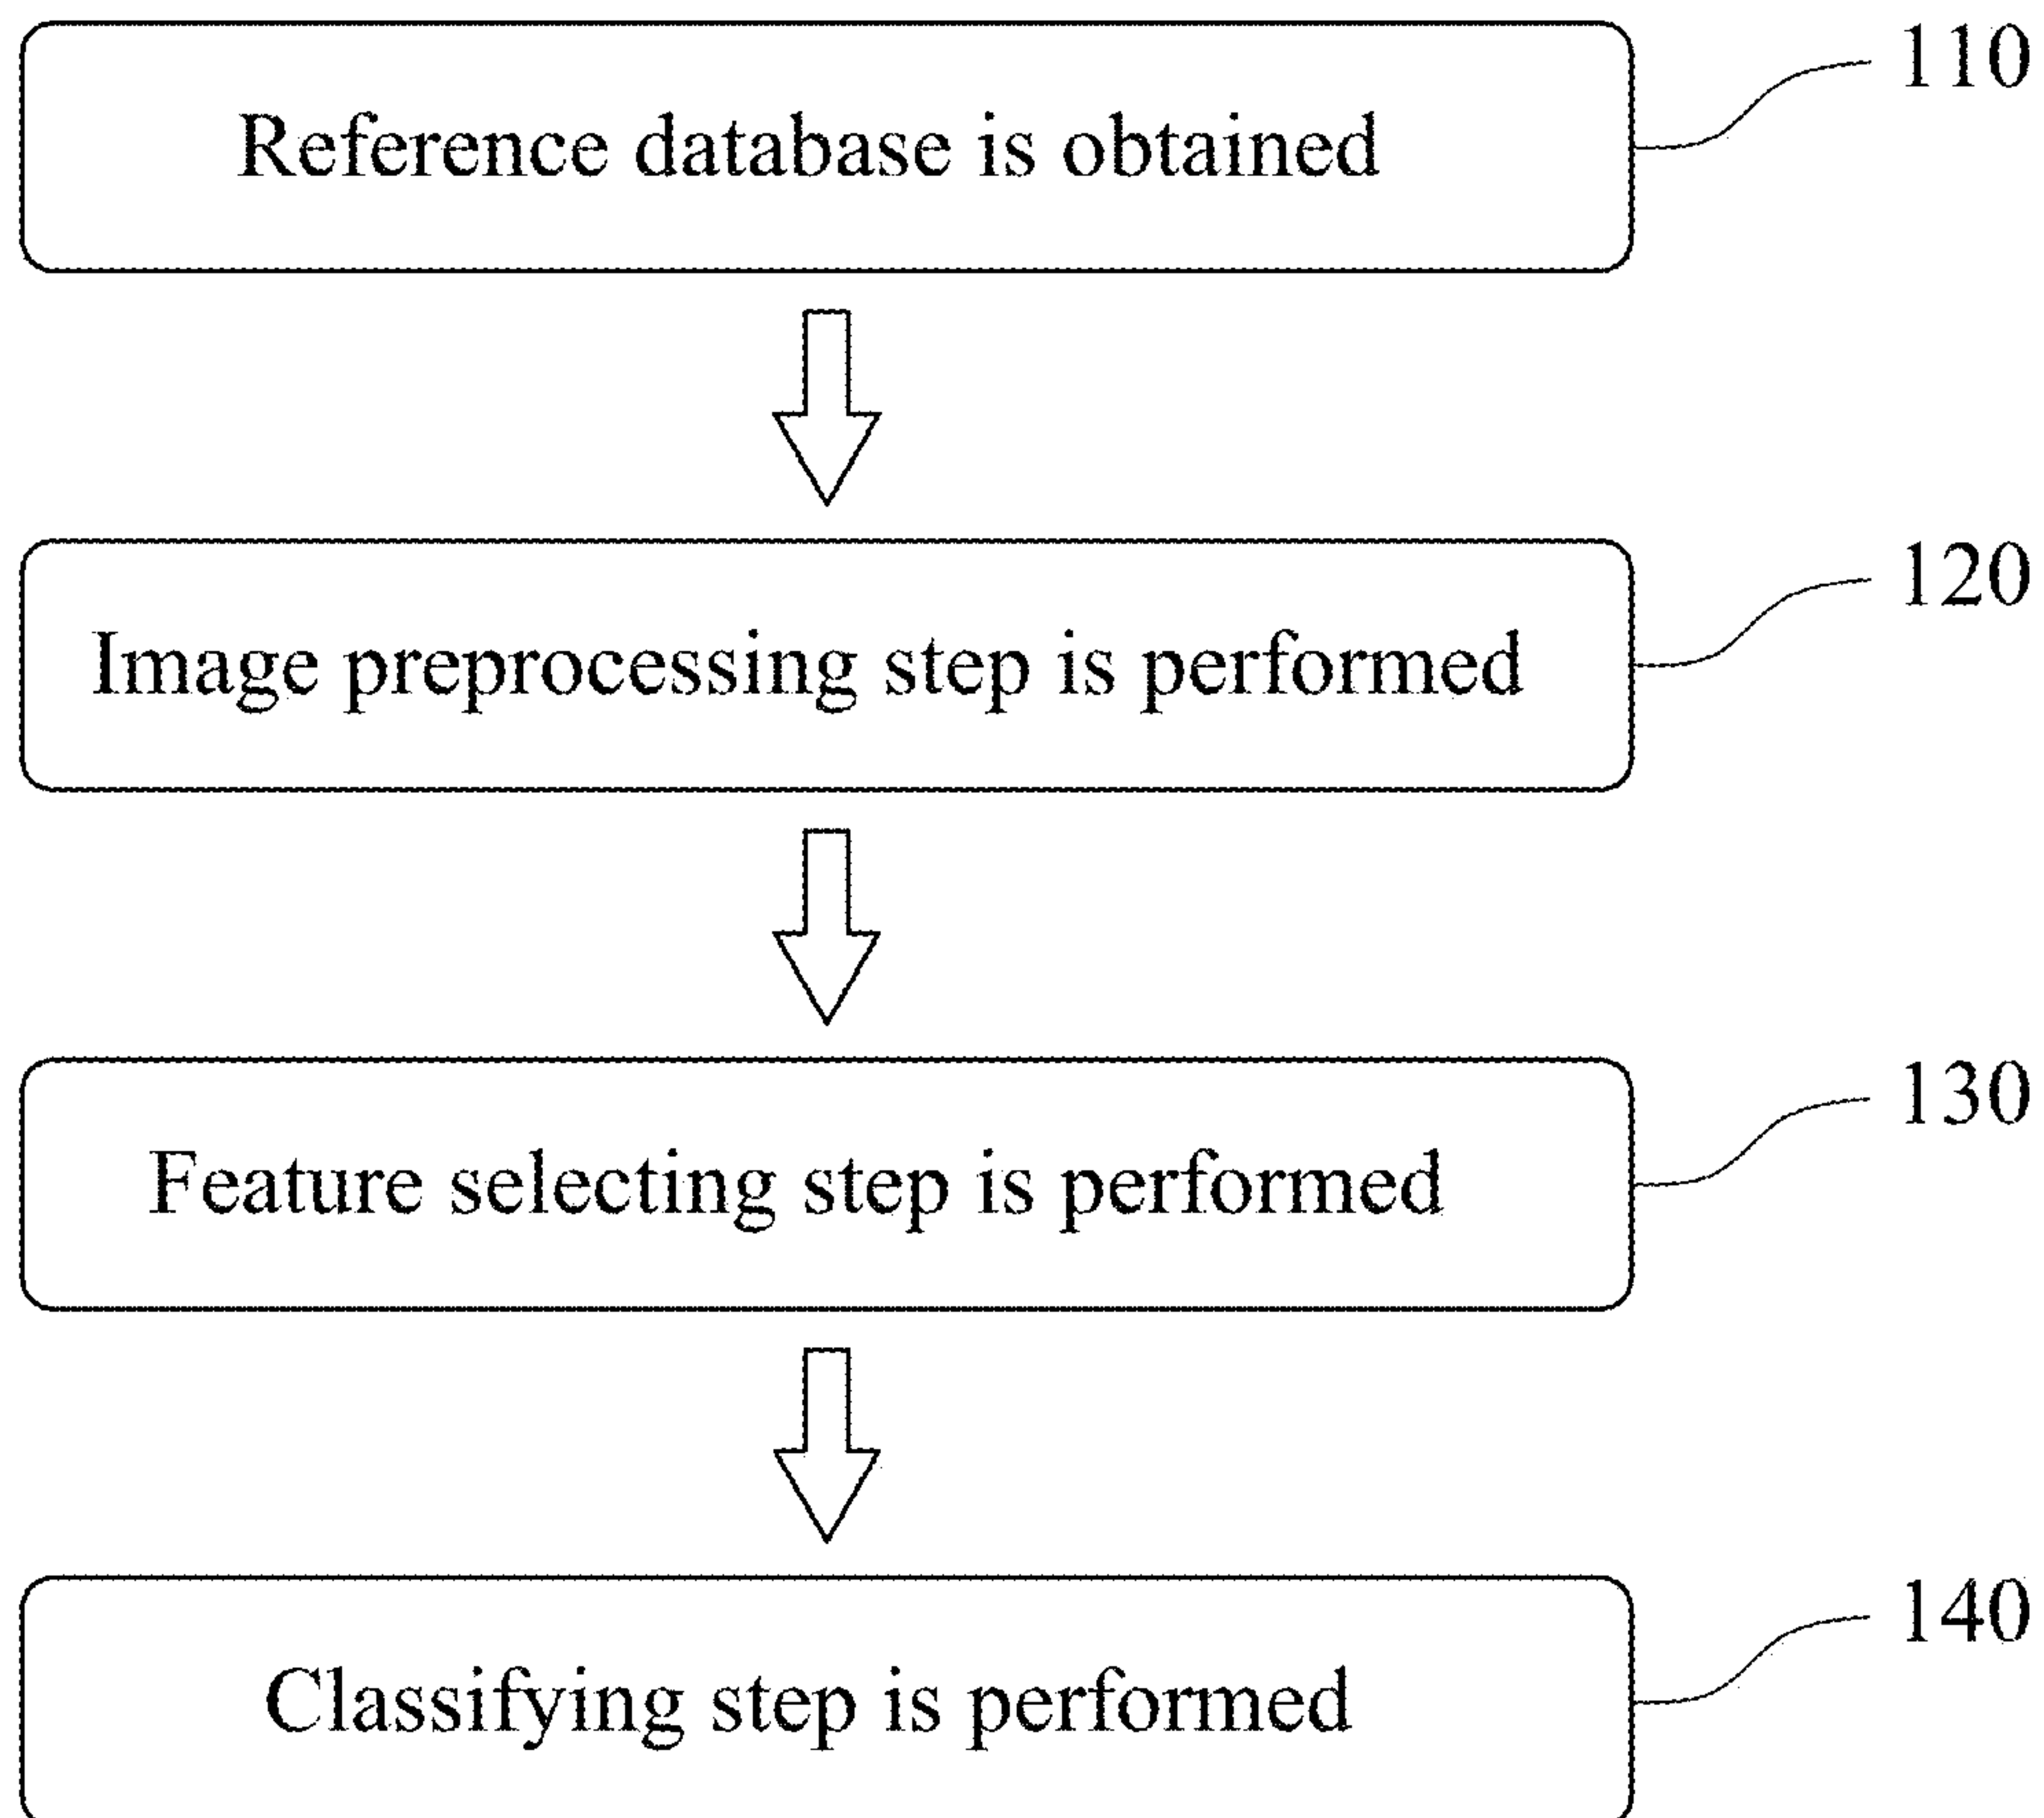 110
Reference database is obtained
120
Image preprocessing step is performed
130
Feature selecting step is performed
140
Classifying step is performed